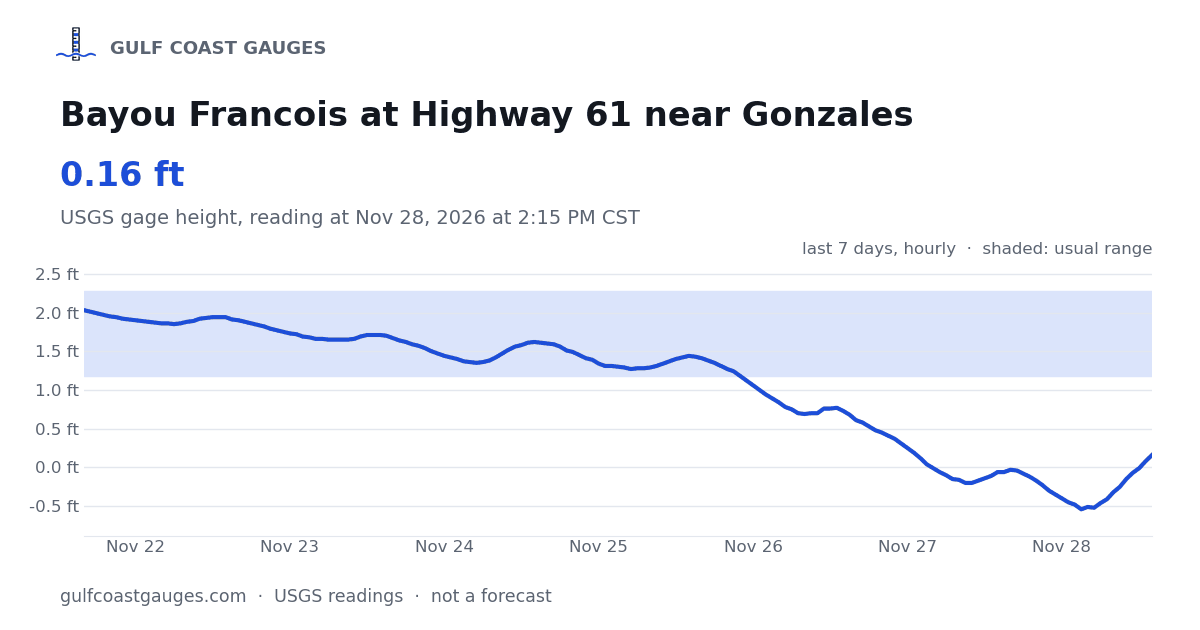 GULF COAST GAUGES
Bayou Francois at Highway 61 near Gonzales
0.16 ft
USGS gage height, reading at Nov 28, 2026 at 2:15 PM CST
last 7 days, hourly · shaded: usual range
2.5 ft
2.0 ft
1.5 ft
1.0 ft
0.5 ft
0.0 ft
-0.5 ft
Nov 22 Nov 23 Nov 24 Nov 25 Nov 26 Nov 27 Nov 28
gulfcoastgauges.com · USGS readings · not a forecast